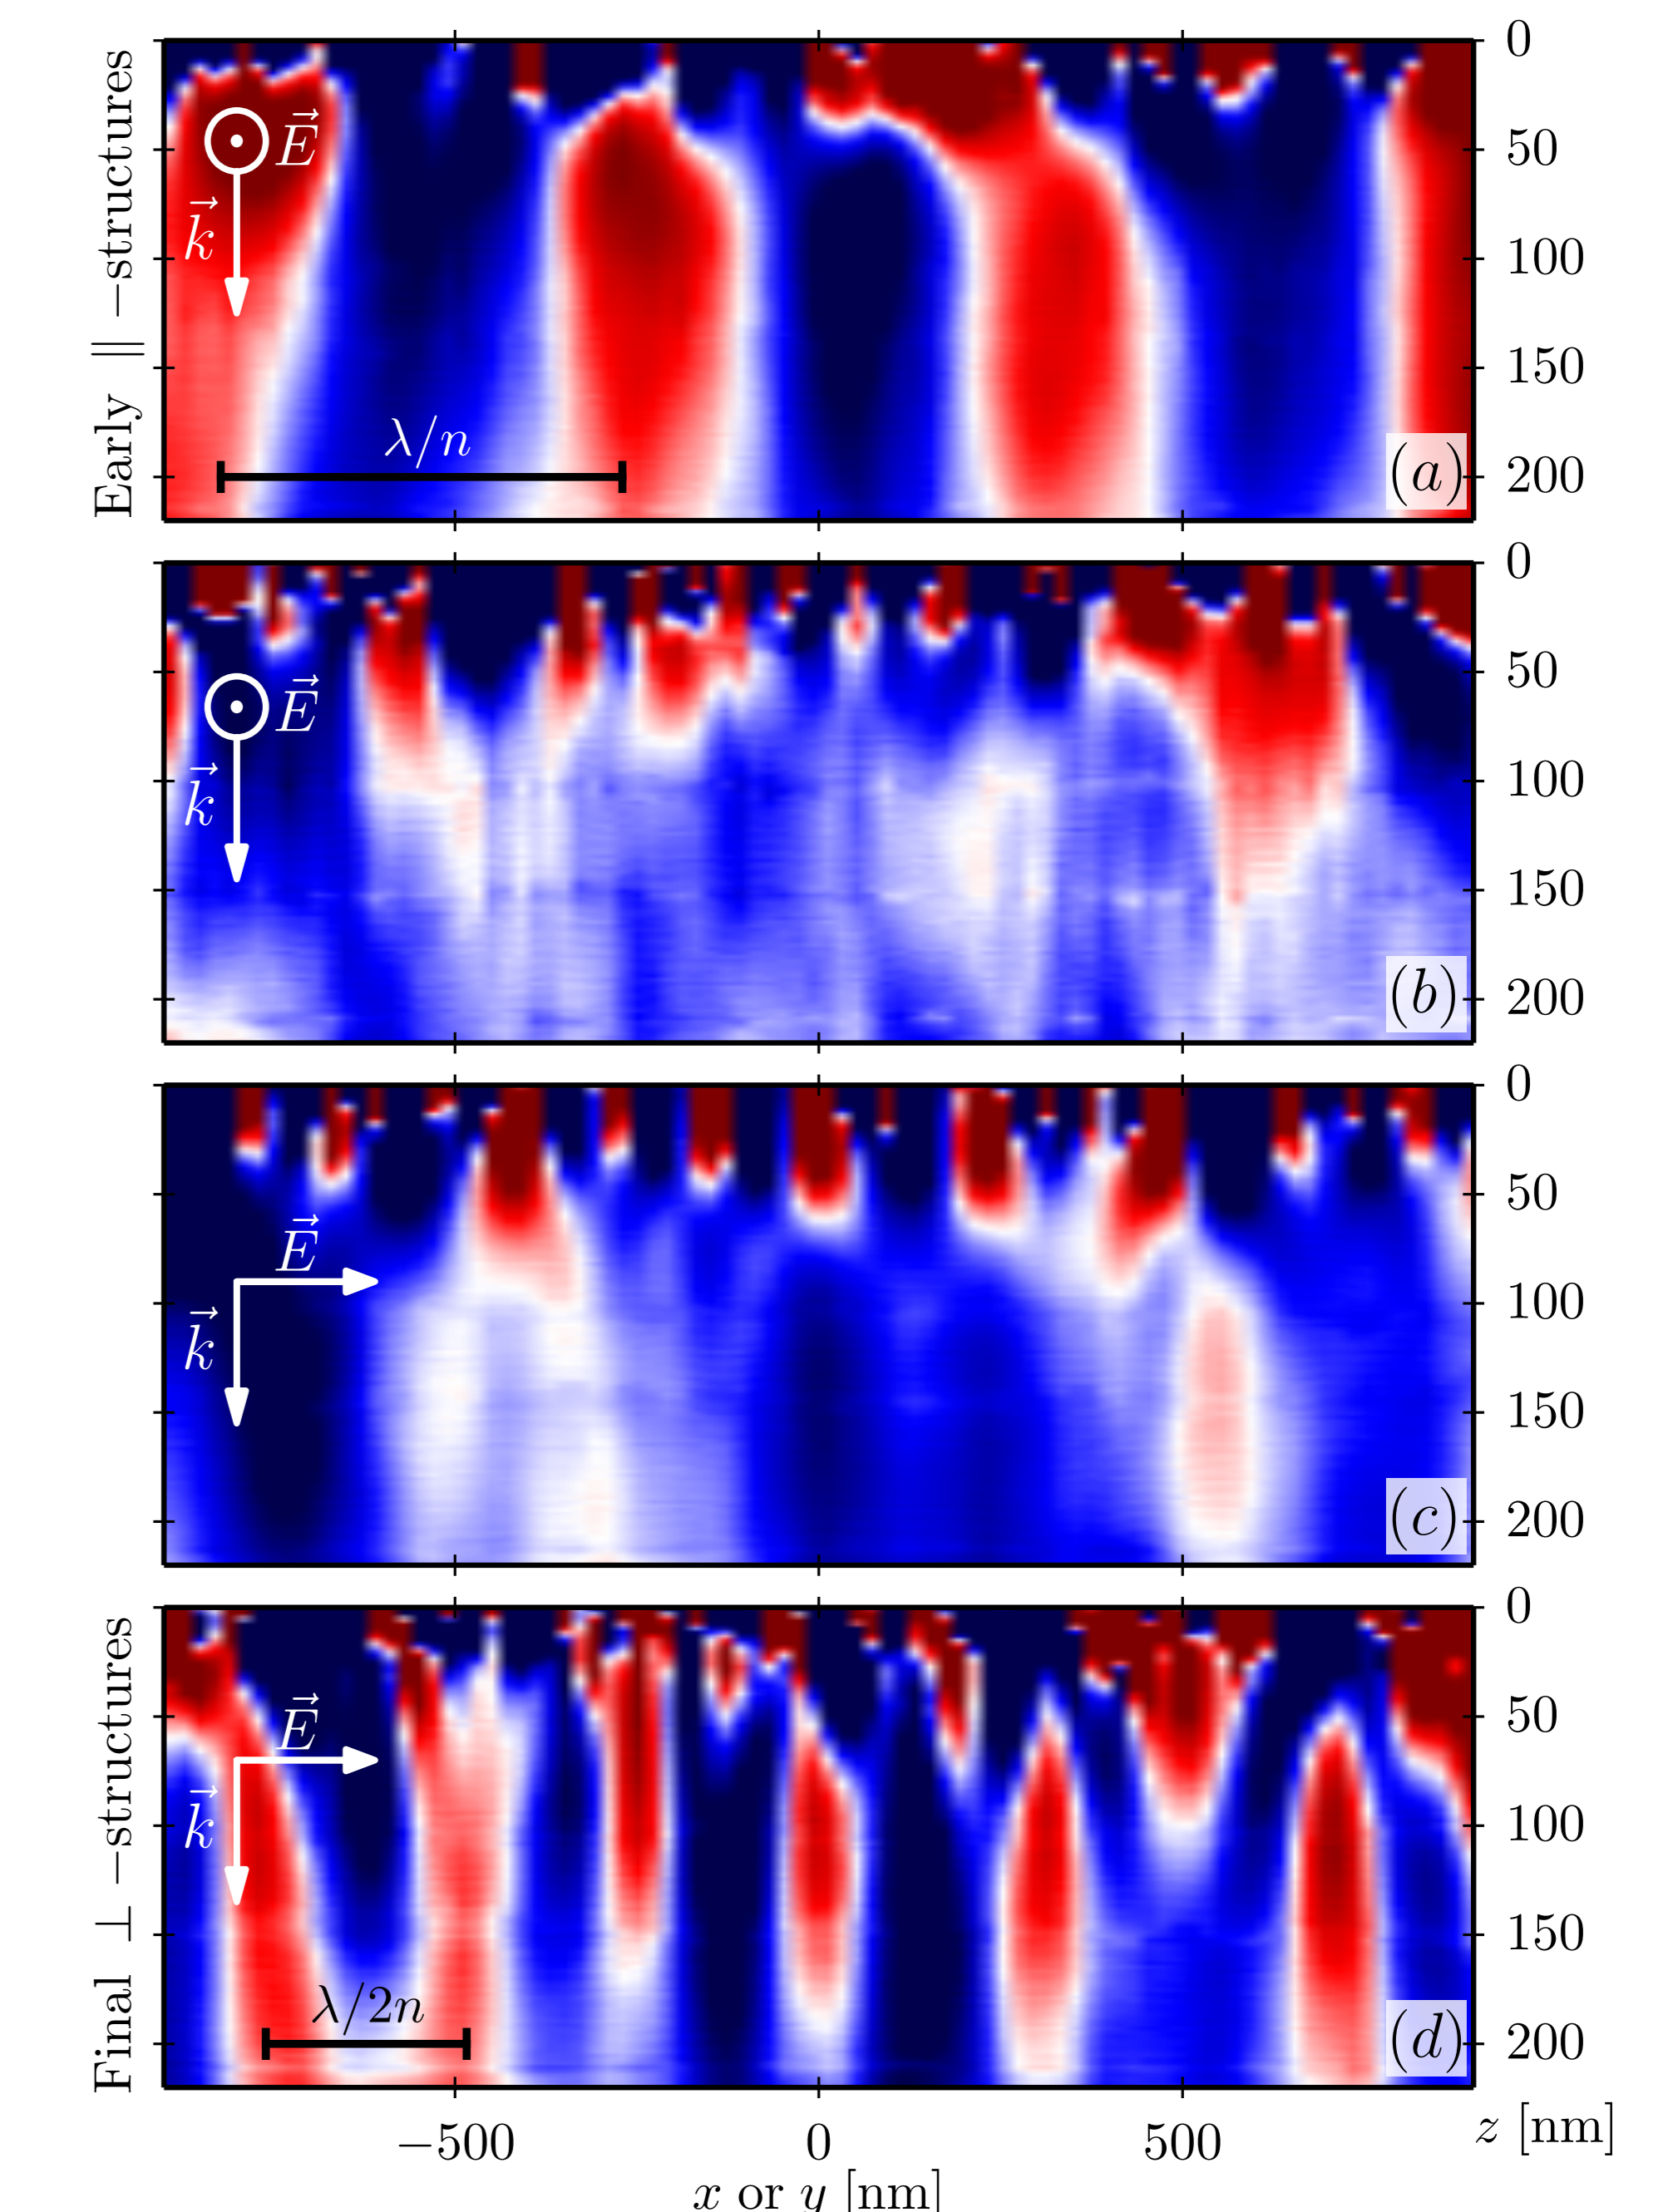 Early ∥ −structures
0
50
100
150
200
E⃗
k⃗
λ/n
(a)
0
50
100
150
200
E⃗
k⃗
(b)
0
50
100
150
200
E⃗
k⃗
(c)
Final ⊥ −structures
0
50
100
150
200
E⃗
k⃗
λ/2n
(d)
−500 0 500 z [nm]
x or y [nm]